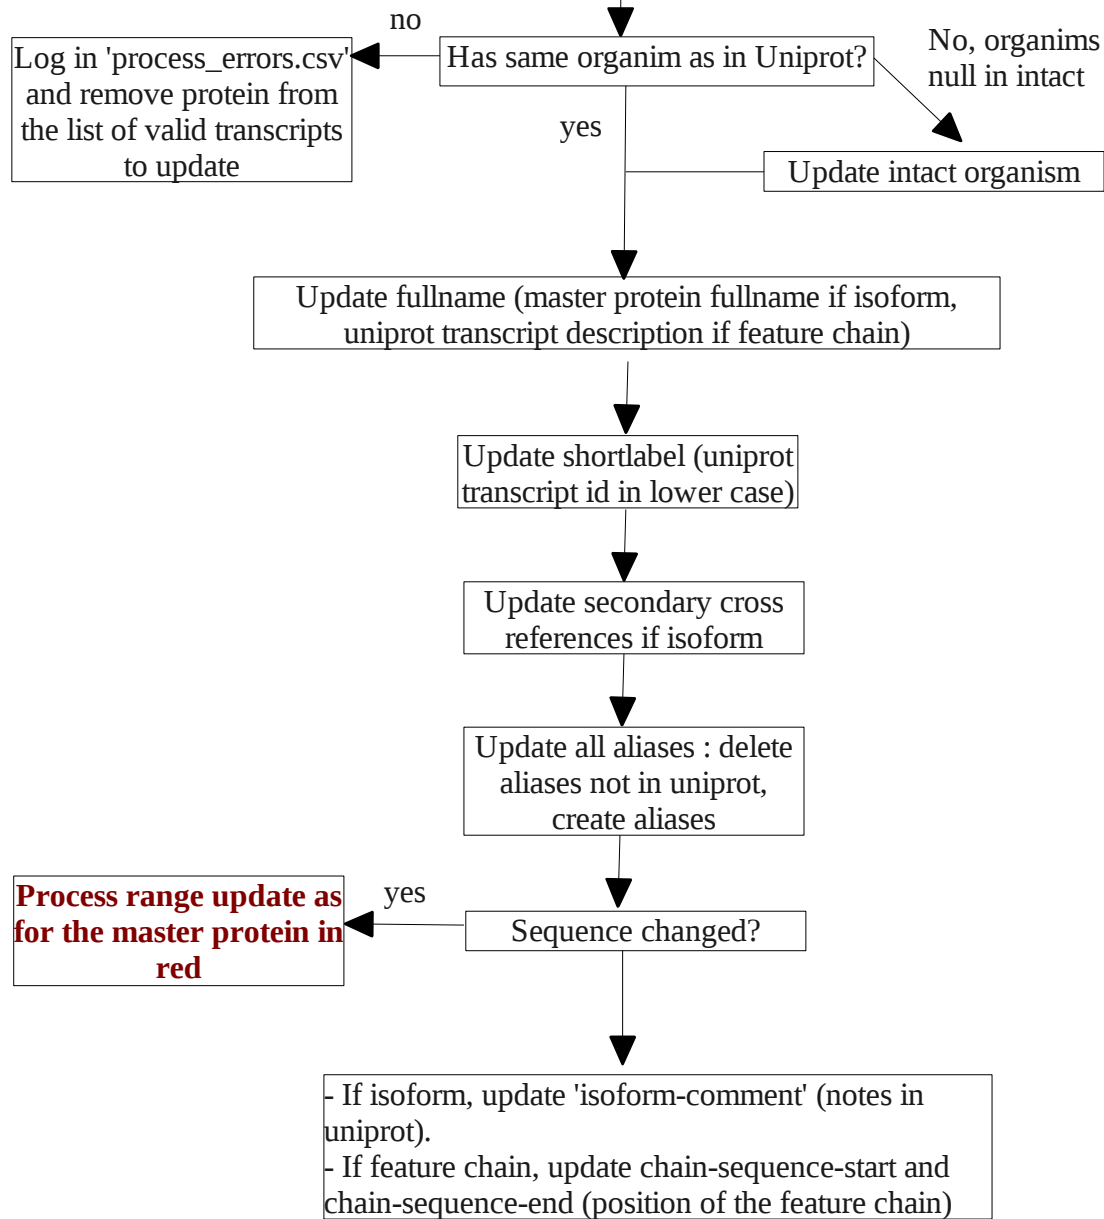 no
Has same organim as in Uniprot?
No, organims
null in intact
Log in 'process_errors.csv'
and remove protein from
the list of valid transcripts
to update
yes
Update intact organism
Update fullname (master protein fullname if isoform,
uniprot transcript description if feature chain)
Update shortlabel (uniprot
transcript id in lower case)
Update secondary cross
references if isoform
Update all aliases : delete
aliases not in uniprot,
create aliases
yes
Process range update as
for the master protein in
red
Sequence changed?
- If isoform, update 'isoform-comment' (notes in
uniprot).
- If feature chain, update chain-sequence-start and
chain-sequence-end (position of the feature chain)